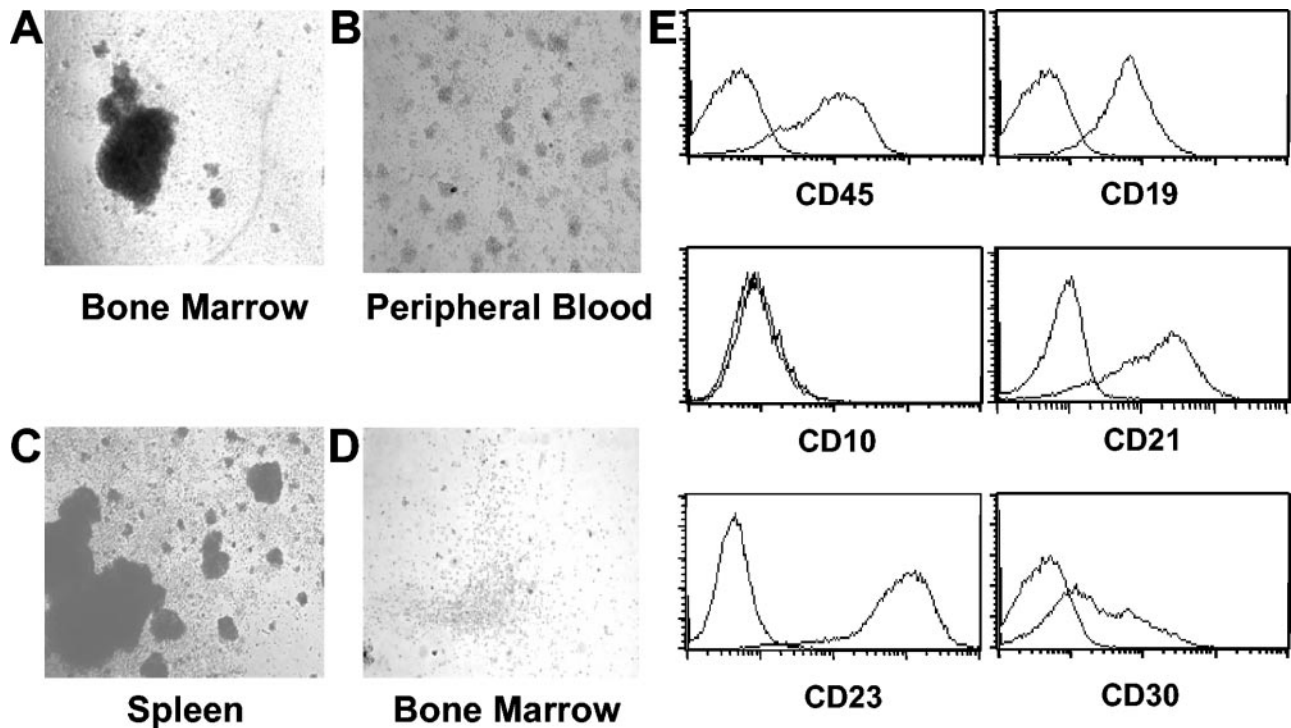 A
B
E
CD45
CD19
Bone Marrow
Peripheral Blood
CD10
CD21
C
D
CD23
CD30
Spleen
Bone Marrow